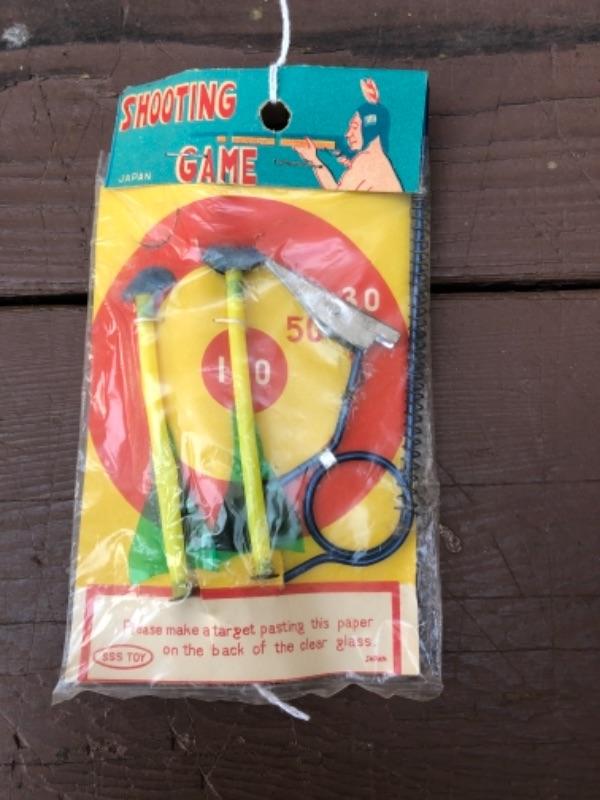 SHOOTING
GAME
JAPAN
30
50
10
Please make a target pasting this paper
on the back of the clear glass.
SSS TOY
JAPAN